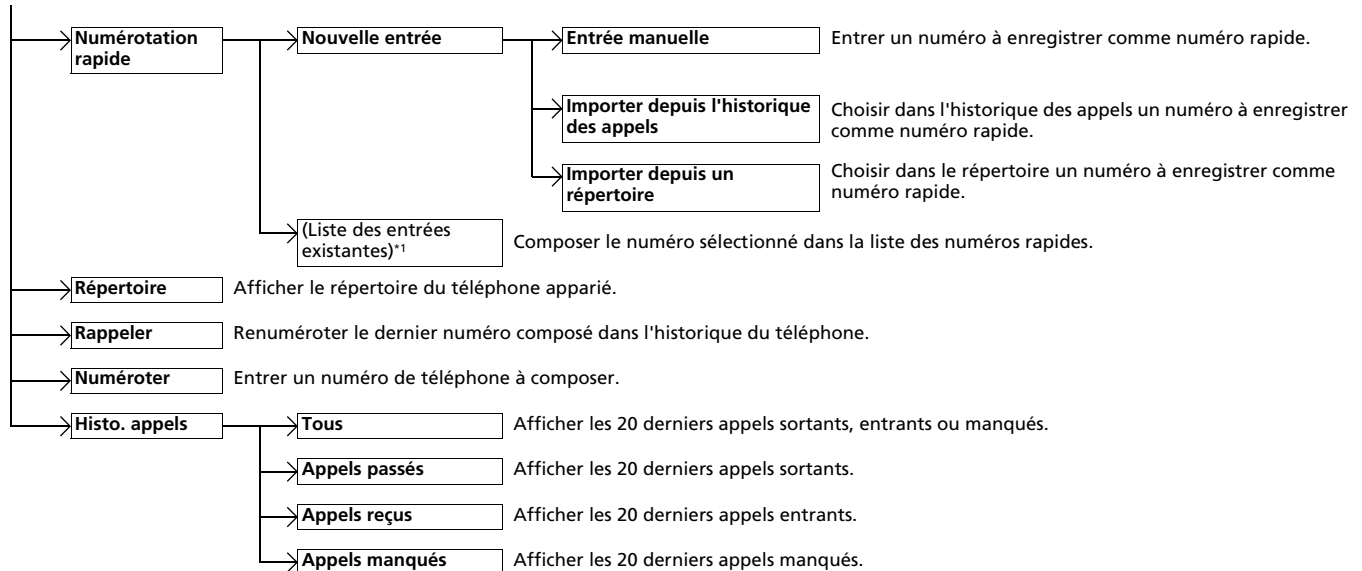 Numérotation rapide
Nouvelle entrée
Entrée manuelle
Entrer un numéro à enregistrer comme numéro rapide.
Importer depuis l'historique
des appels
Choisir dans l'historique des appels un numéro à enregistrer
comme numéro rapide.
Importer depuis un
répertoire
Choisir dans le répertoire un numéro à enregistrer comme
numéro rapide.
(Liste des entrées
existantes)*1
Composer le numéro sélectionné dans la liste des numéros rapides.
Répertoire
Afficher le répertoire du téléphone apparié.
Rappeler
Renuméroter le dernier numéro composé dans l'historique du téléphone.
Numéroter
Entrer un numéro de téléphone à composer.
Histo. appels
Tous
Afficher les 20 derniers appels sortants, entrants ou manqués.
Appels passés
Afficher les 20 derniers appels sortants.
Appels reçus
Afficher les 20 derniers appels entrants.
Appels manqués
Afficher les 20 derniers appels manqués.